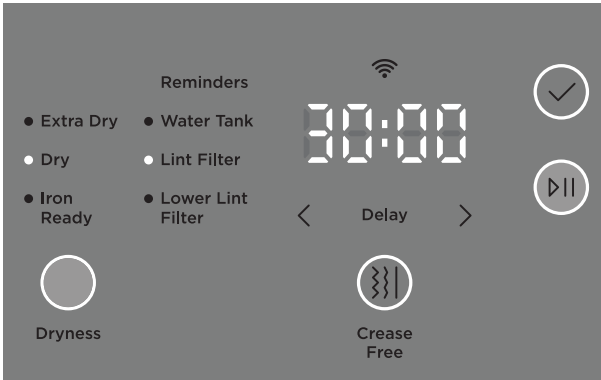 Reminders
Extra Dry
Water Tank
Dry
Lint Filter
Iron
Ready
Lower Lint
Filter
30:00
Delay
Dryness
Crease
Free